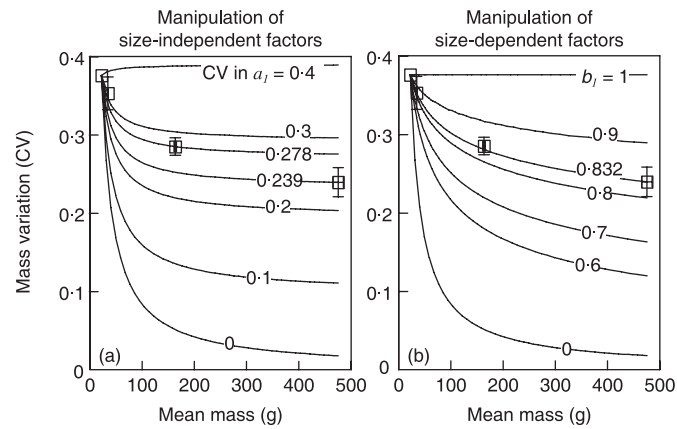 Manipulation of
size-independent factors
Manipulation of
size-dependent factors
Mass variation (CV)
0·4
0·3
0·2
0·1
0
CV in a₁ = 0·4
0·3
0·278
0·239
0·2
0·1
0
(a)
0 100 200 300 400 500
Mean mass (g)
0·4
0·3
0·2
0·1
0
b₁ = 1
0·9
0·832
0·8
0·7
0·6
0
(b)
0 100 200 300 400 500
Mean mass (g)